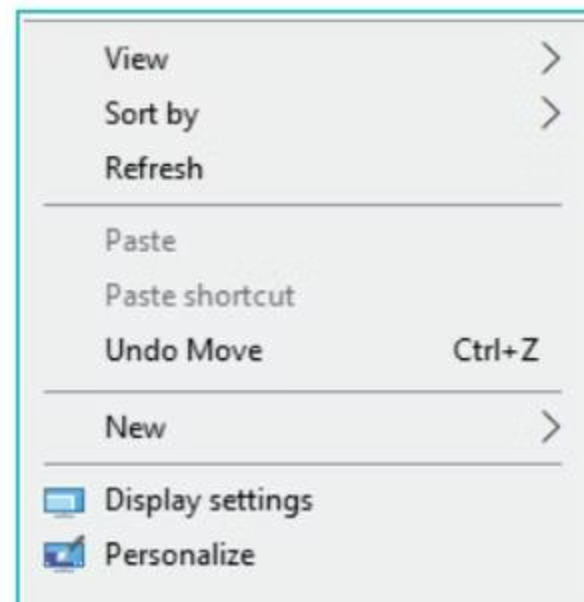 View
Sort by
Refresh
Paste
Paste shortcut
Undo Move Ctrl+Z
New
Display settings
Personalize